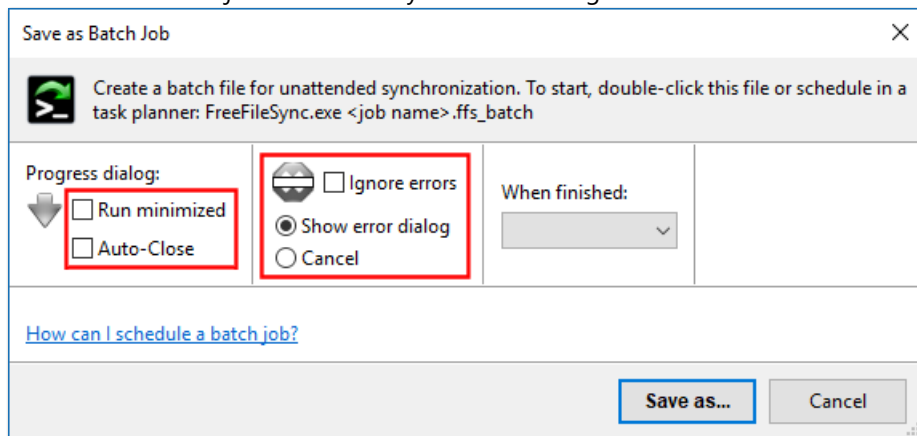 Save as Batch Job
Create a batch file for unattended synchronization. To start, double-click this file or schedule in a
task planner: FreeFileSync.exe <job name>.ffs_batch
Progress dialog:
Run minimized
Auto-Close
Ignore errors
Show error dialog
Cancel
When finished:
How can I schedule a batch job?
Save as...
Cancel